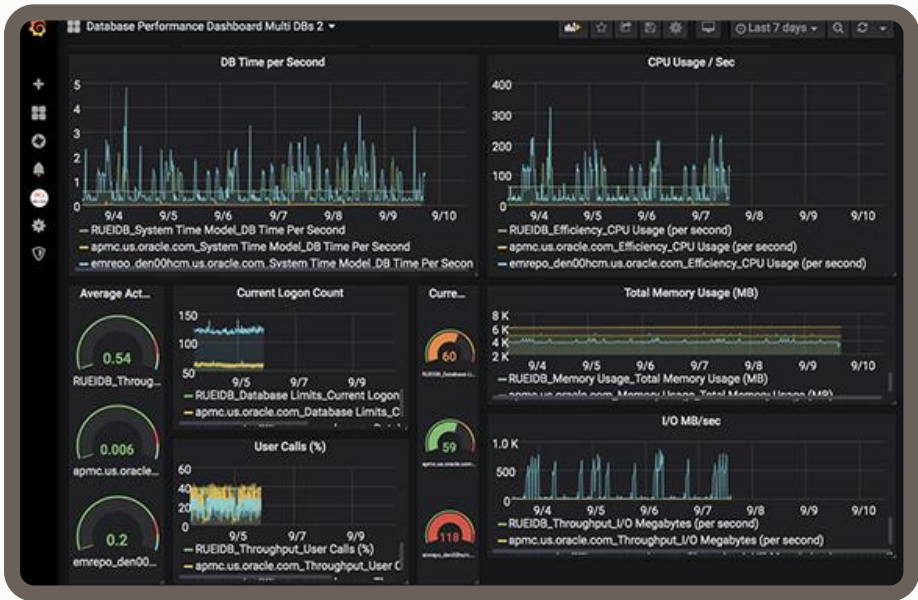 Database Performance Dashboard Multi DBs 2
Last 7 days
DB Time per Second
5
4
3
2
1
0
9/4 9/5 9/6 9/7 9/8 9/9 9/10
RUEIDB_System Time Model_DB Time Per Second
apmc.us.oracle.com_System Time Model_DB Time Per Second
emrepo_den00hcm.us.oracle.com_System Time Model_DB Time Per Secon
CPU Usage / Sec
400
300
200
100
0
9/4 9/5 9/6 9/7 9/8 9/9 9/10
RUEIDB_Efficiency_CPU Usage (per second)
apmc.us.oracle.com_Efficiency_CPU Usage (per second)
emrepo_den00hcm.us.oracle.com_Efficiency_CPU Usage (per second)
Average Act...
0.54
RUEIDB_Throug...
0.006
apmc.us.oracle...
0.2
emrepo_den00...
Current Logon Count
150
100
50
9/5 9/7 9/9
RUEIDB_Database Limits_Current Logon
apmc.us.oracle.com_Database Limits_C
User Calls (%)
60
40
20
0
9/5 9/7 9/9
RUEIDB_Throughput_User Calls (%)
apmc.us.oracle.com_Throughput_User C
Curre...
60
59
118
Total Memory Usage (MB)
8 K
6 K
4 K
2 K
9/4 9/5 9/6 9/7 9/8 9/9 9/10
RUEIDB_Memory Usage_Total Memory Usage (MB)
apmc.us.oracle.com_Memory Usage_Total Memory Usage (MB)
I/O MB/sec
1.0 K
500
0
9/4 9/5 9/6 9/7 9/8 9/9 9/10
RUEIDB_Throughput_I/O Megabytes (per second)
apmc.us.oracle.com_Throughput_I/O Megabytes (per second)